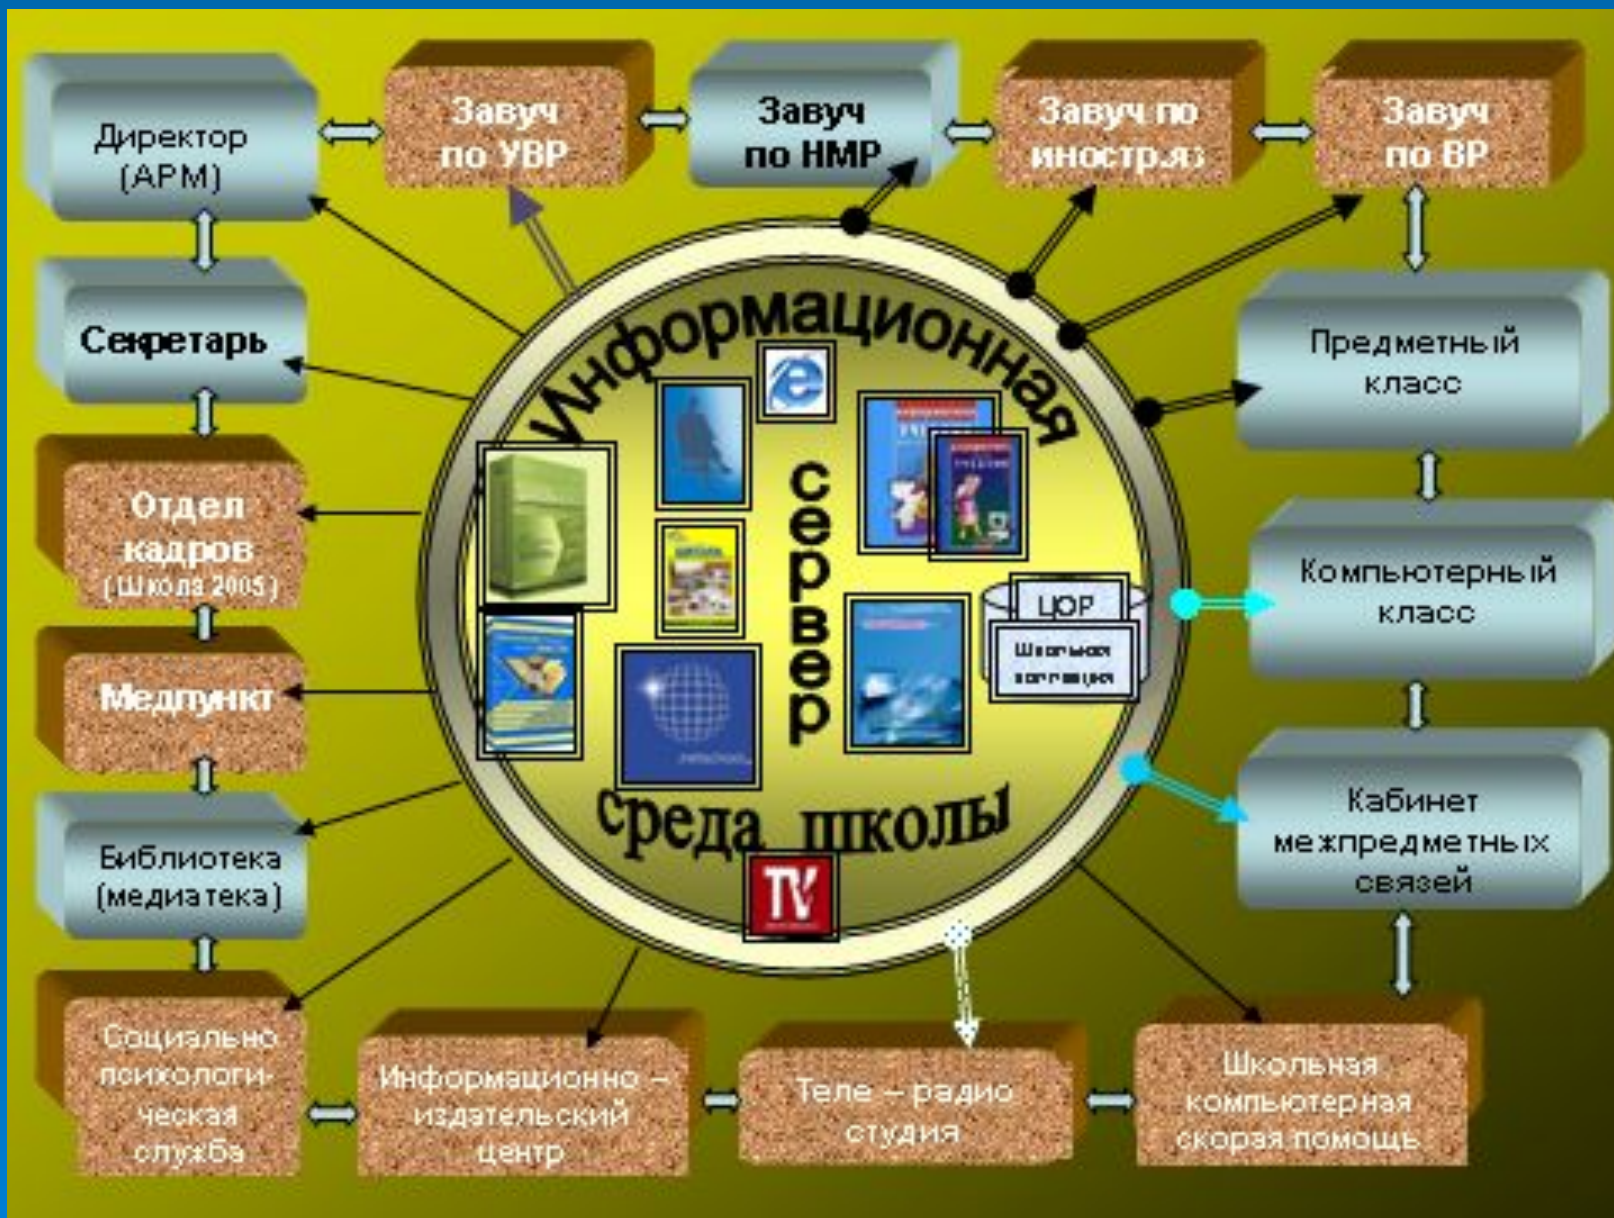 Директор
(АРМ)
Завуч
по УВР
Завуч
по НМР
Завуч по
иностр.яз
Завуч
по ВР
Секретарь
Отдел
кадров
(Школа 2005)
Медпункт
Библиотека
(медиатека)
Социально
психологи-
ческая
служба
Информационно –
издательский
центр
Теле – радио
студия
Школьная
компьютерная
скорая помощь
Предметный
класс
Компьютерный
класс
Кабинет
межпредметных
связей
Информационная
сервер
ЦОР
Школьная
среда школы
TV